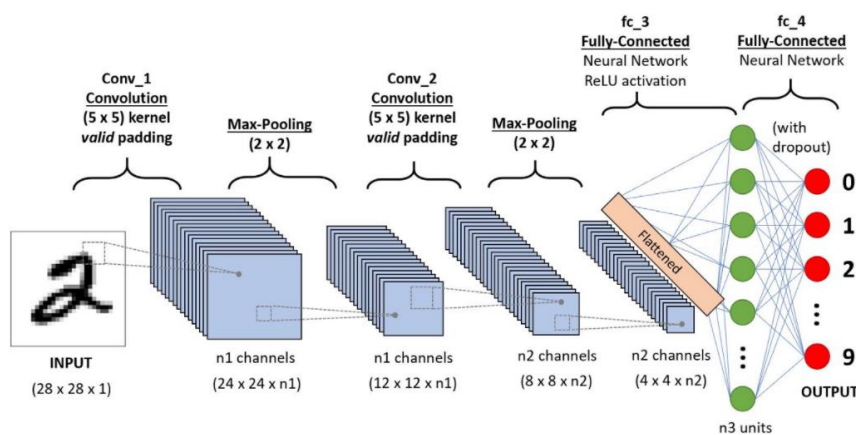 fc_3
Fully-Connected
Neural Network
ReLU activation
fc_4
Fully-Connected
Neural Network
Conv_1
Convolution
(5 x 5) kernel
valid padding
Max-Pooling
(2 x 2)
Conv_2
Convolution
(5 x 5) kernel
valid padding
Max-Pooling
(2 x 2)
(with
dropout)
Flattened
0
1
2
9
2
INPUT
(28 x 28 x 1)
n1 channels
(24 x 24 x n1)
n1 channels
(12 x 12 x n1)
n2 channels
(8 x 8 x n2)
n2 channels
(4 x 4 x n2)
OUTPUT
n3 units